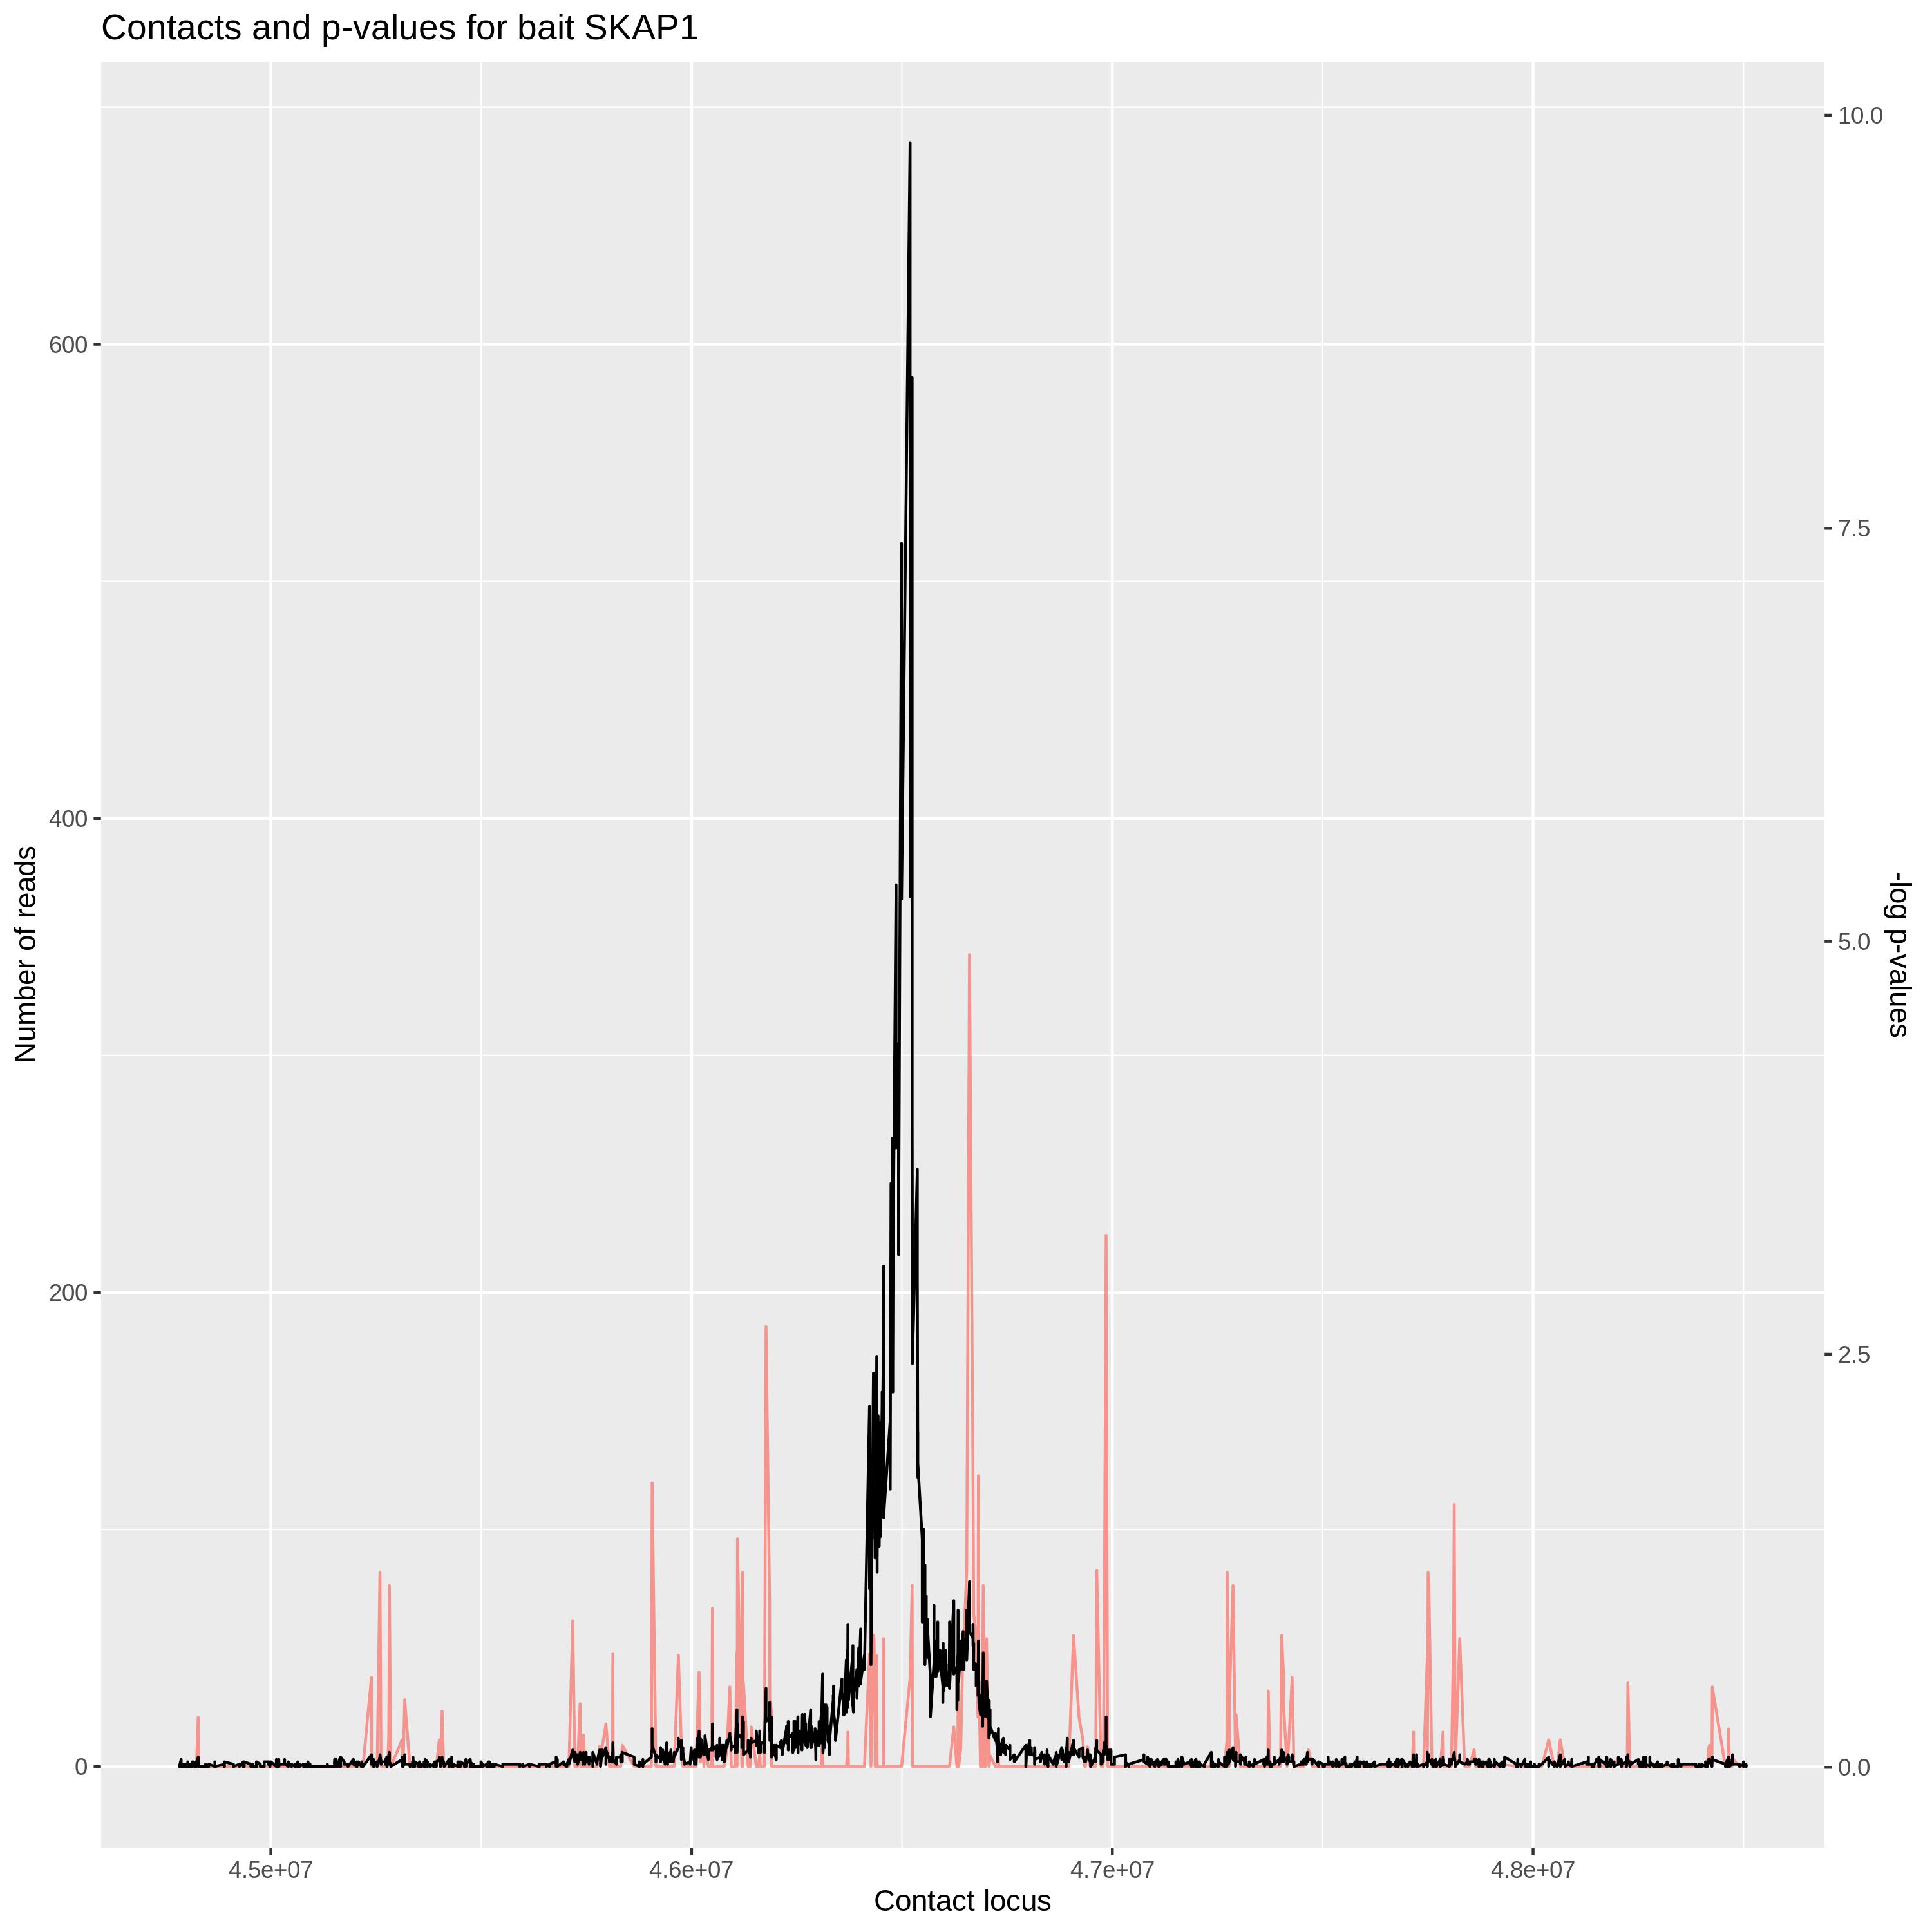 Contacts and p-values for bait SKAP1
10.0
600
7.5
400
Number of reads
5.0
-log p-values
200
2.5
0
0.0
4.5e+07 4.6e+07 4.7e+07 4.8e+07
Contact locus